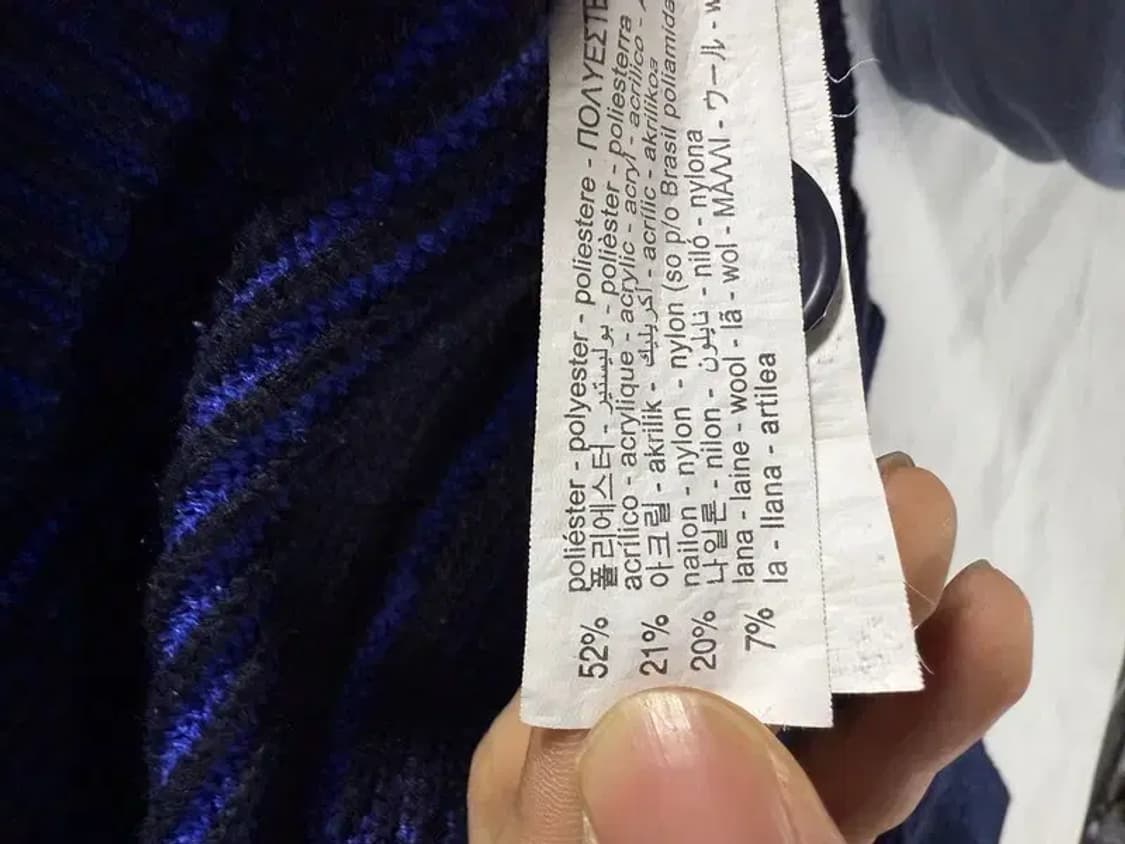 52% poliéster - polyester - poliestere - ΠΟΛΥΕΣΤΕ
폴리에스터 - بوليستير - polièster - poliesterra
21% acrílico - acrylique - acrylic - acryl - acrilico -
아크릴 - akrilik - أكريليك - acrílic - akrilikoa
20% nailon - nylon - nylon (so p/o Brasil poliamida
나일론 - nilon - نايلون - niló - nylona
7% lana - laine - wool - lã - wol - ΜΑΛΛΙ - ウール - w
la - llana - artilea